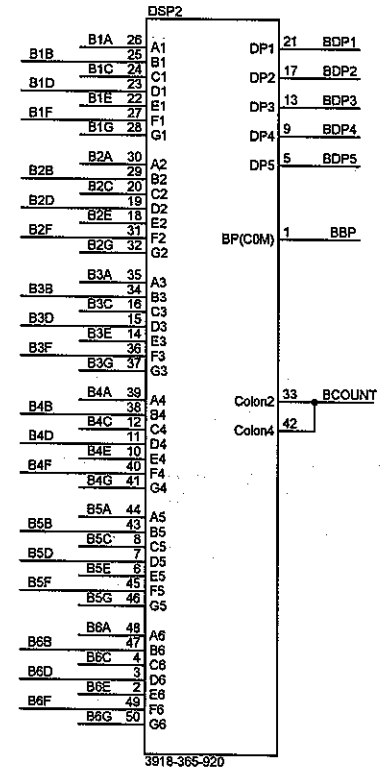 DSP2
B1A 26 A1
B1B 25 B1
B1C 24 C1
B1D 23 D1
B1E 22 E1
B1F 27 F1
B1G 28 G1
B2A 30 A2
B2B 29 B2
B2C 20 C2
B2D 19 D2
B2E 18 E2
B2F 31 F2
B2G 32 G2
B3A 35 A3
B3B 34 B3
B3C 16 C3
B3D 15 D3
B3E 14 E3
B3F 36 F3
B3G 37 G3
B4A 39 A4
B4B 38 B4
B4C 12 C4
B4D 11 D4
B4E 10 E4
B4F 40 F4
B4G 41 G4
B5A 44 A5
B5B 43 B5
B5C 8 C5
B5D 7 D5
B5E 6 E5
B5F 45 F5
B5G 46 G5
B6A 48 A6
B6B 47 B6
B6C 4 C6
B6D 3 D6
B6E 2 E6
B6F 49 F6
B6G 50 G6
DP1 21 BDP1
DP2 17 BDP2
DP3 13 BDP3
DP4 9 BDP4
DP5 5 BDP5
BP(COM) 1 BBP
Colon2 33 BCOUNT
Colon4 42
3918-365-920